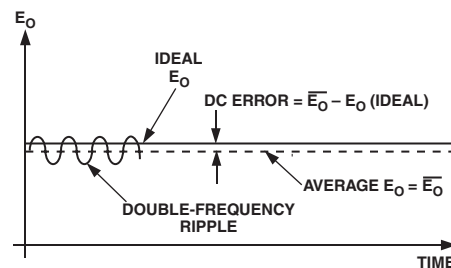 E_O
IDEAL
E_O
DC ERROR = E̅_O̅ – E_O (IDEAL)
AVERAGE E_O = E̅_O̅
DOUBLE-FREQUENCY
RIPPLE
TIME